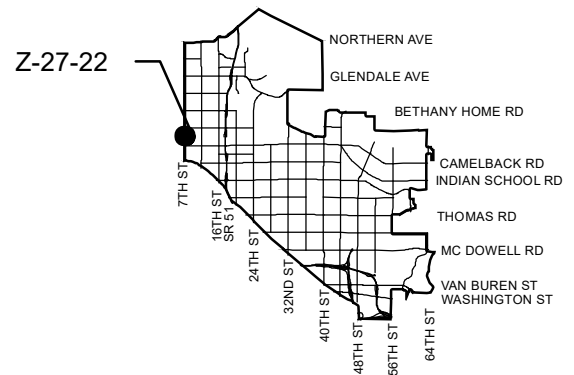 NORTHERN AVE
Z-27-22
GLENDALE AVE
BETHANY HOME RD
CAMELBACK RD
INDIAN SCHOOL RD
THOMAS RD
MC DOWELL RD
VAN BUREN ST
WASHINGTON ST
7TH ST
16TH ST
SR 51
24TH ST
32ND ST
40TH ST
48TH ST
56TH ST
64TH ST